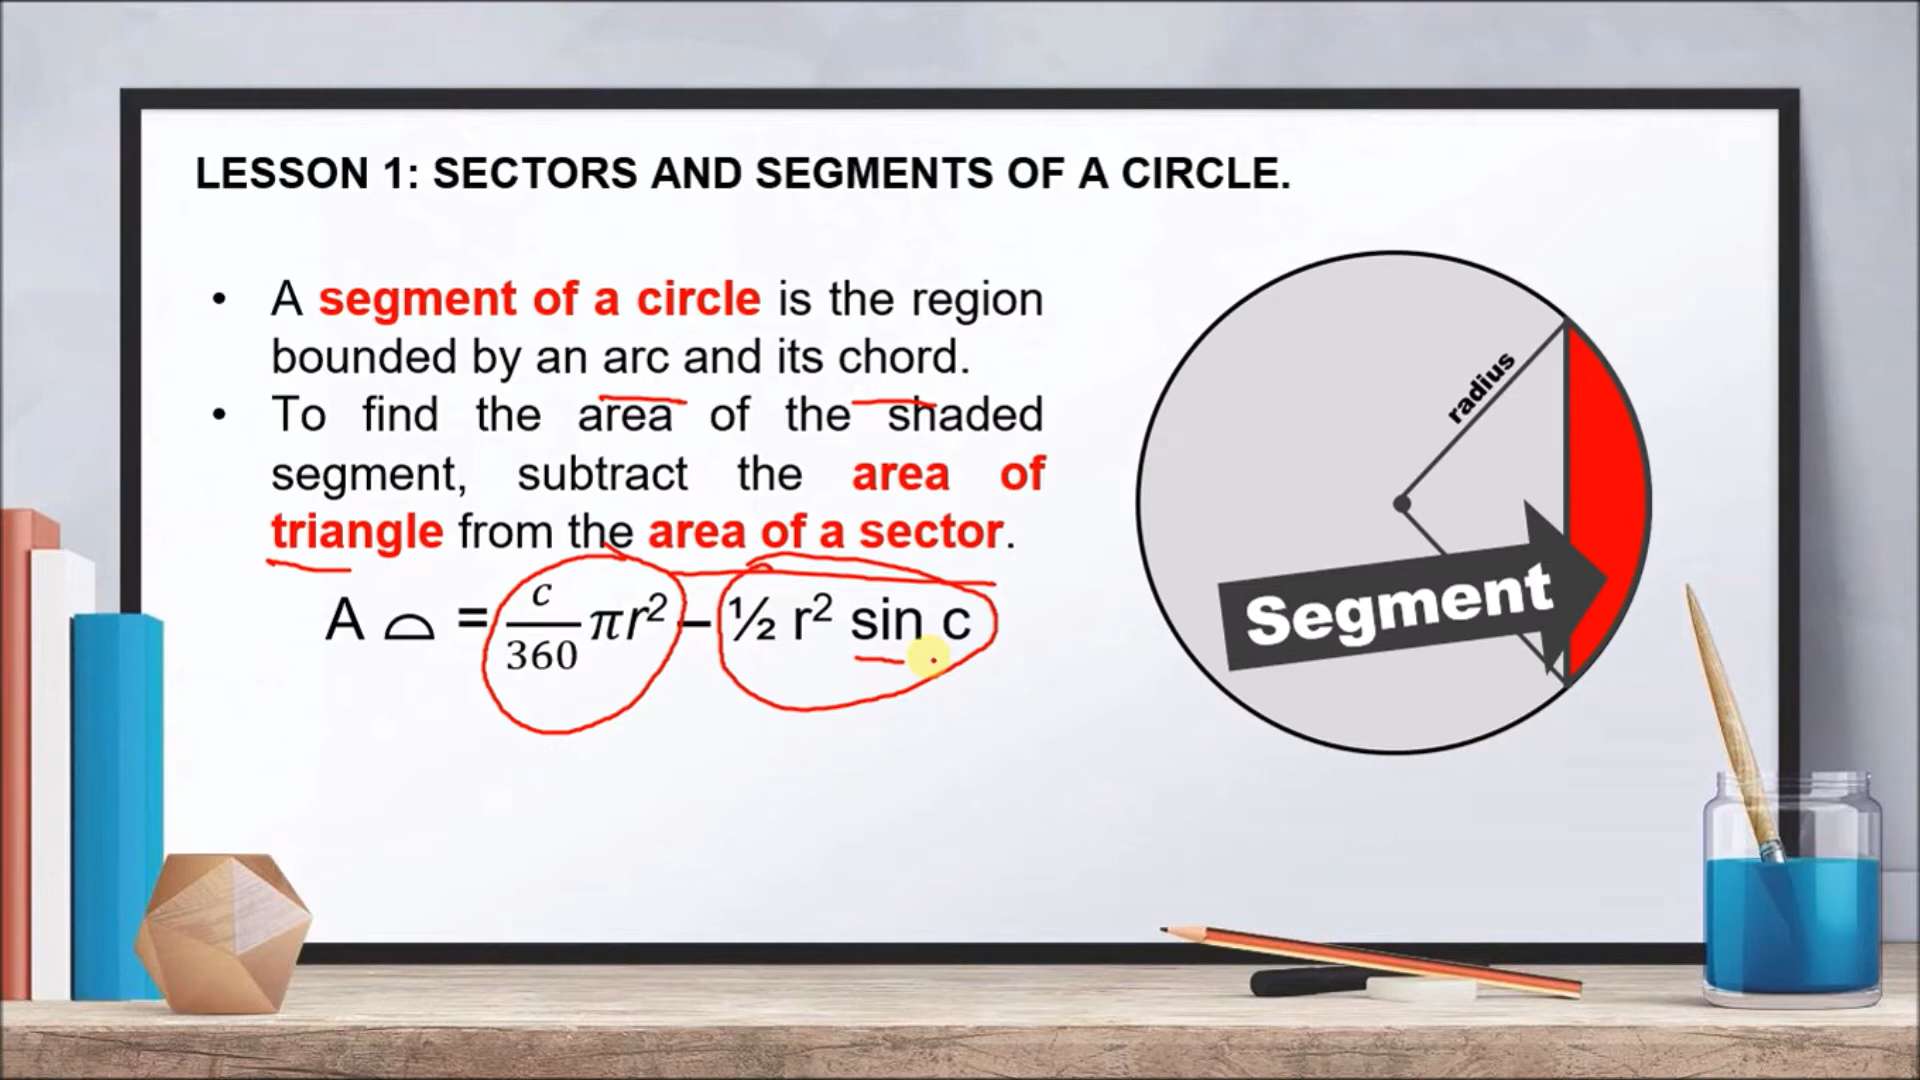 LESSON 1: SECTORS AND SEGMENTS OF A CIRCLE.
• A segment of a circle is the region
bounded by an arc and its chord.
• To find the area of the shaded
segment, subtract the area of
triangle from the area of a sector.
A ⌓ = c/360 πr² – ½ r² sin c
radius
Segment